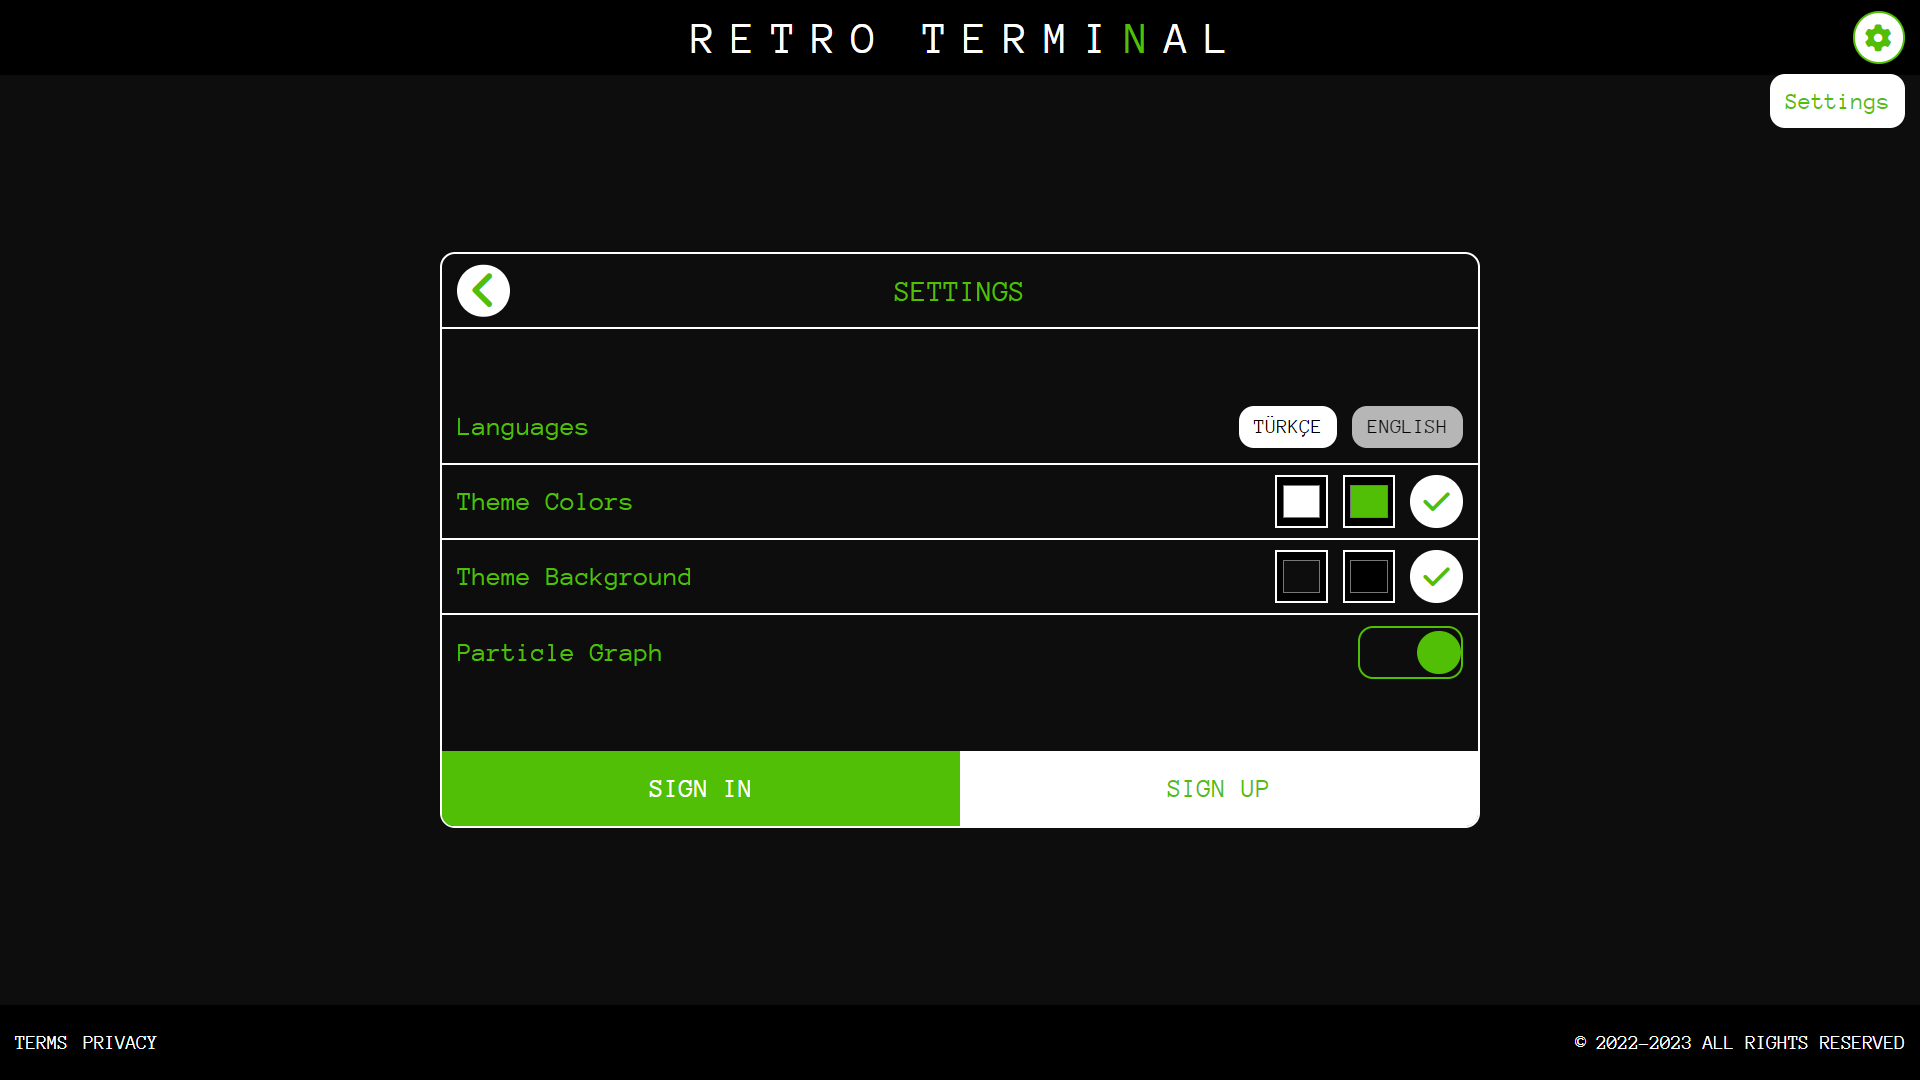 RETRO TERMINAL
Settings
SETTINGS
Languages TÜRKÇE ENGLISH
Theme Colors
Theme Background
Particle Graph
SIGN IN SIGN UP
TERMS PRIVACY © 2022-2023 ALL RIGHTS RESERVED